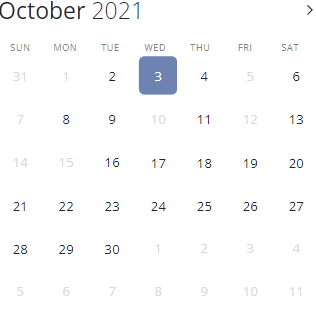 October 2021
SUN MON TUE WED THU FRI SAT
31 1 2 3 4 5 6
7 8 9 10 11 12 13
14 15 16 17 18 19 20
21 22 23 24 25 26 27
28 29 30 1 2 3 4
5 6 7 8 9 10 11